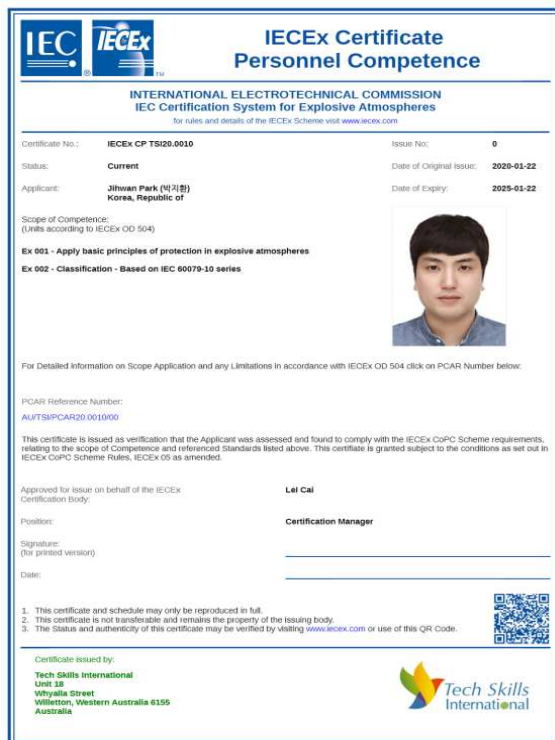 IEC
®
IECEx
TM
IECEx Certificate
Personnel Competence
INTERNATIONAL ELECTROTECHNICAL COMMISSION
IEC Certification System for Explosive Atmospheres
for rules and details of the IECEx Scheme visit www.iecex.com
Certificate No.: IECEx CP TSI20.0010 Issue No: 0
Status: Current Date of Original Issue: 2020-01-22
Applicant: Jihwan Park (박지환) Date of Expiry: 2025-01-22
Korea, Republic of
Scope of Competence:
(Units according to IECEx OD 504)
Ex 001 - Apply basic principles of protection in explosive atmospheres
Ex 002 - Classification - Based on IEC 60079-10 series
For Detailed information on Scope Application and any Limitations in accordance with IECEx OD 504 click on PCAR Number below:
PCAR Reference Number:
AU/TSI/PCAR20.0010/00
This certificate is issued as verification that the Applicant was assessed and found to comply with the IECEx CoPC Scheme requirements,
relating to the scope of Competence and referenced Standards listed above. This certifiate is granted subject to the conditions as set out in
IECEx CoPC Scheme Rules, IECEx 05 as amended.
Approved for issue on behalf of the IECEx Lei Cai
Certification Body:
Position: Certification Manager
Signature:
(for printed version)
Date:
1. This certificate and schedule may only be reproduced in full.
2. This certificate is not transferable and remains the property of the issuing body.
3. The Status and authenticity of this certificate may be verified by visiting www.iecex.com or use of this QR Code.
Certificate issued by:
Tech Skills International
Unit 18
Whyalla Street
Willetton, Western Australia 6155
Australia
Tech Skills
International